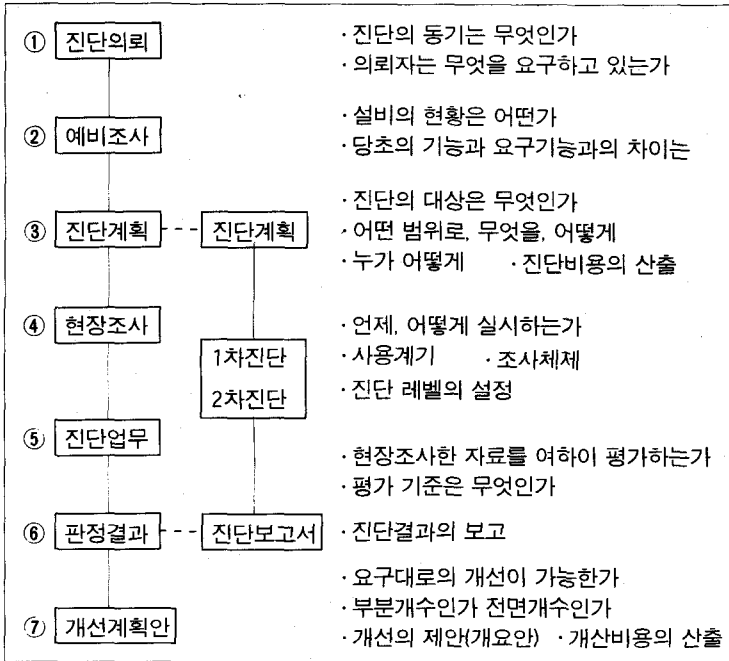 ① 진단의뢰
· 진단의 동기는 무엇인가
· 의뢰자는 무엇을 요구하고 있는가
② 예비조사
· 설비의 현황은 어떤가
· 당초의 기능과 요구기능과의 차이는
③ 진단계획 진단계획
· 진단의 대상은 무엇인가
· 어떤 범위로, 무엇을, 어떻게
· 누가 어떻게 · 진단비용의 산출
④ 현장조사
1차진단
2차진단
· 언제, 어떻게 실시하는가
· 사용계기 · 조사체제
· 진단 레벨의 설정
⑤ 진단업무
· 현장조사한 자료를 여하이 평가하는가
· 평가 기준은 무엇인가
⑥ 판정결과 진단보고서
· 진단결과의 보고
⑦ 개선계획안
· 요구대로의 개선이 가능한가
· 부분개수인가 전면개수인가
· 개선의 제안(개요안) · 개산비용의 산출